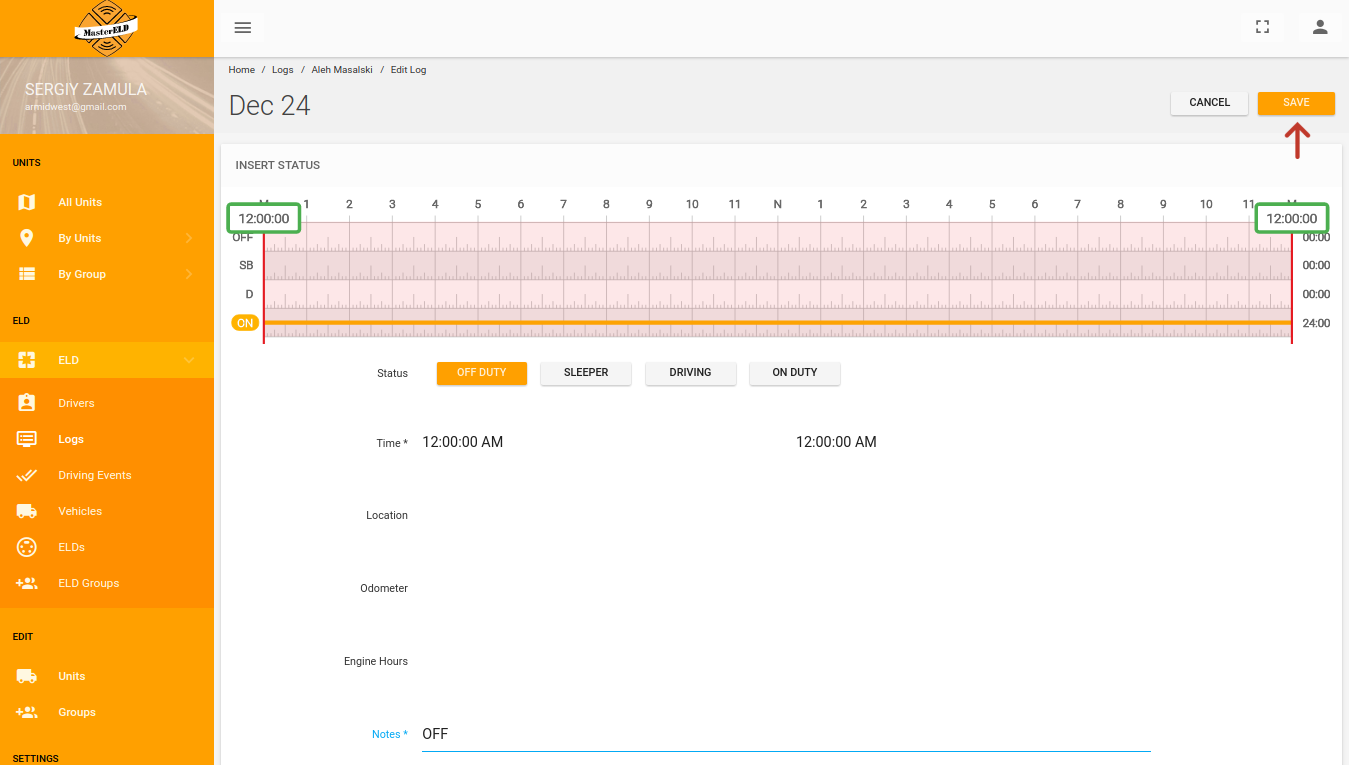 MasterELD
SERGIY ZAMULA
armidwest@gmail.com
UNITS
All Units
By Units
By Group
ELD
ELD
Drivers
Logs
Driving Events
Vehicles
ELDs
ELD Groups
EDIT
Units
Groups
SETTINGS
Home / Logs / Aleh Masalski / Edit Log
Dec 24
CANCEL
SAVE
INSERT STATUS
M 1 2 3 4 5 6 7 8 9 10 11 N 1 2 3 4 5 6 7 8 9 10 11 M
12:00:00 12:00:00
OFF 00:00
SB 00:00
D 00:00
ON 24:00
Status OFF DUTY SLEEPER DRIVING ON DUTY
Time * 12:00:00 AM 12:00:00 AM
Location
Odometer
Engine Hours
Notes * OFF